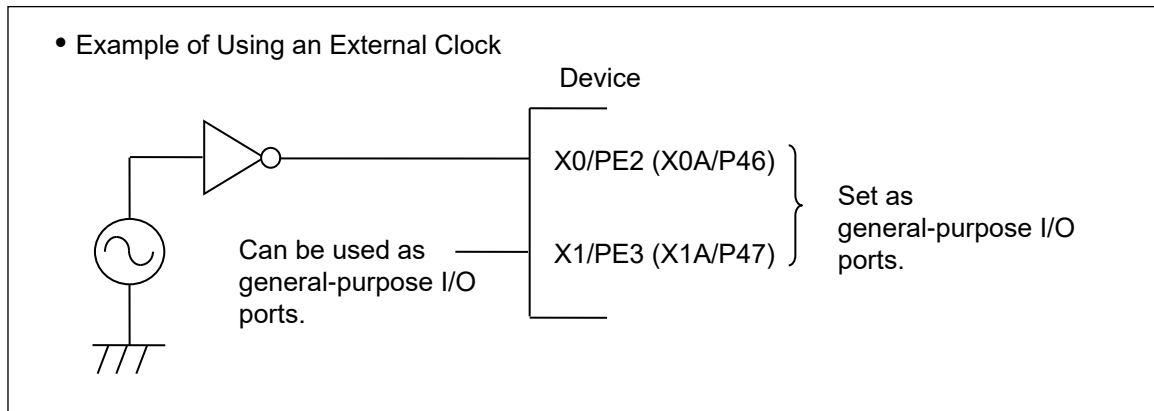 • Example of Using an External Clock
Device
X0/PE2 (X0A/P46)
Set as
general-purpose I/O
ports.
Can be used as
general-purpose I/O
ports.
X1/PE3 (X1A/P47)